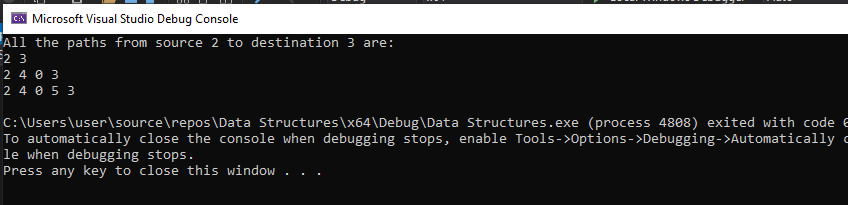 Microsoft Visual Studio Debug Console
All the paths from source 2 to destination 3 are:
2 3
2 4 0 3
2 4 0 5 3
C:\Users\user\source\repos\Data Structures\x64\Debug\Data Structures.exe (process 4808) exited with code 0
To automatically close the console when debugging stops, enable Tools->Options->Debugging->Automatically c
le when debugging stops.
Press any key to close this window . . .